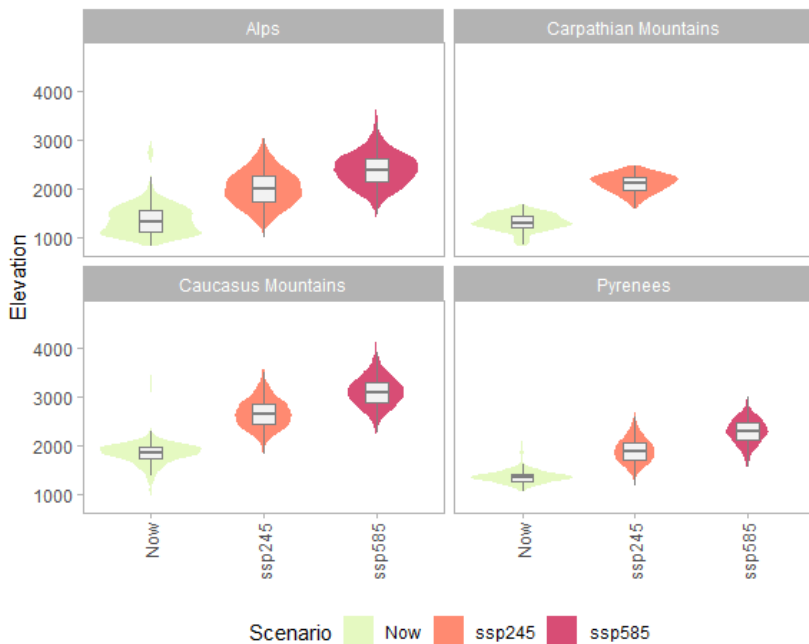 Alps
Carpathian Mountains
4000
3000
2000
1000
Elevation
Caucasus Mountains
Pyrenees
4000
3000
2000
1000
Now
ssp245
ssp585
Now
ssp245
ssp585
Scenario Now ssp245 ssp585